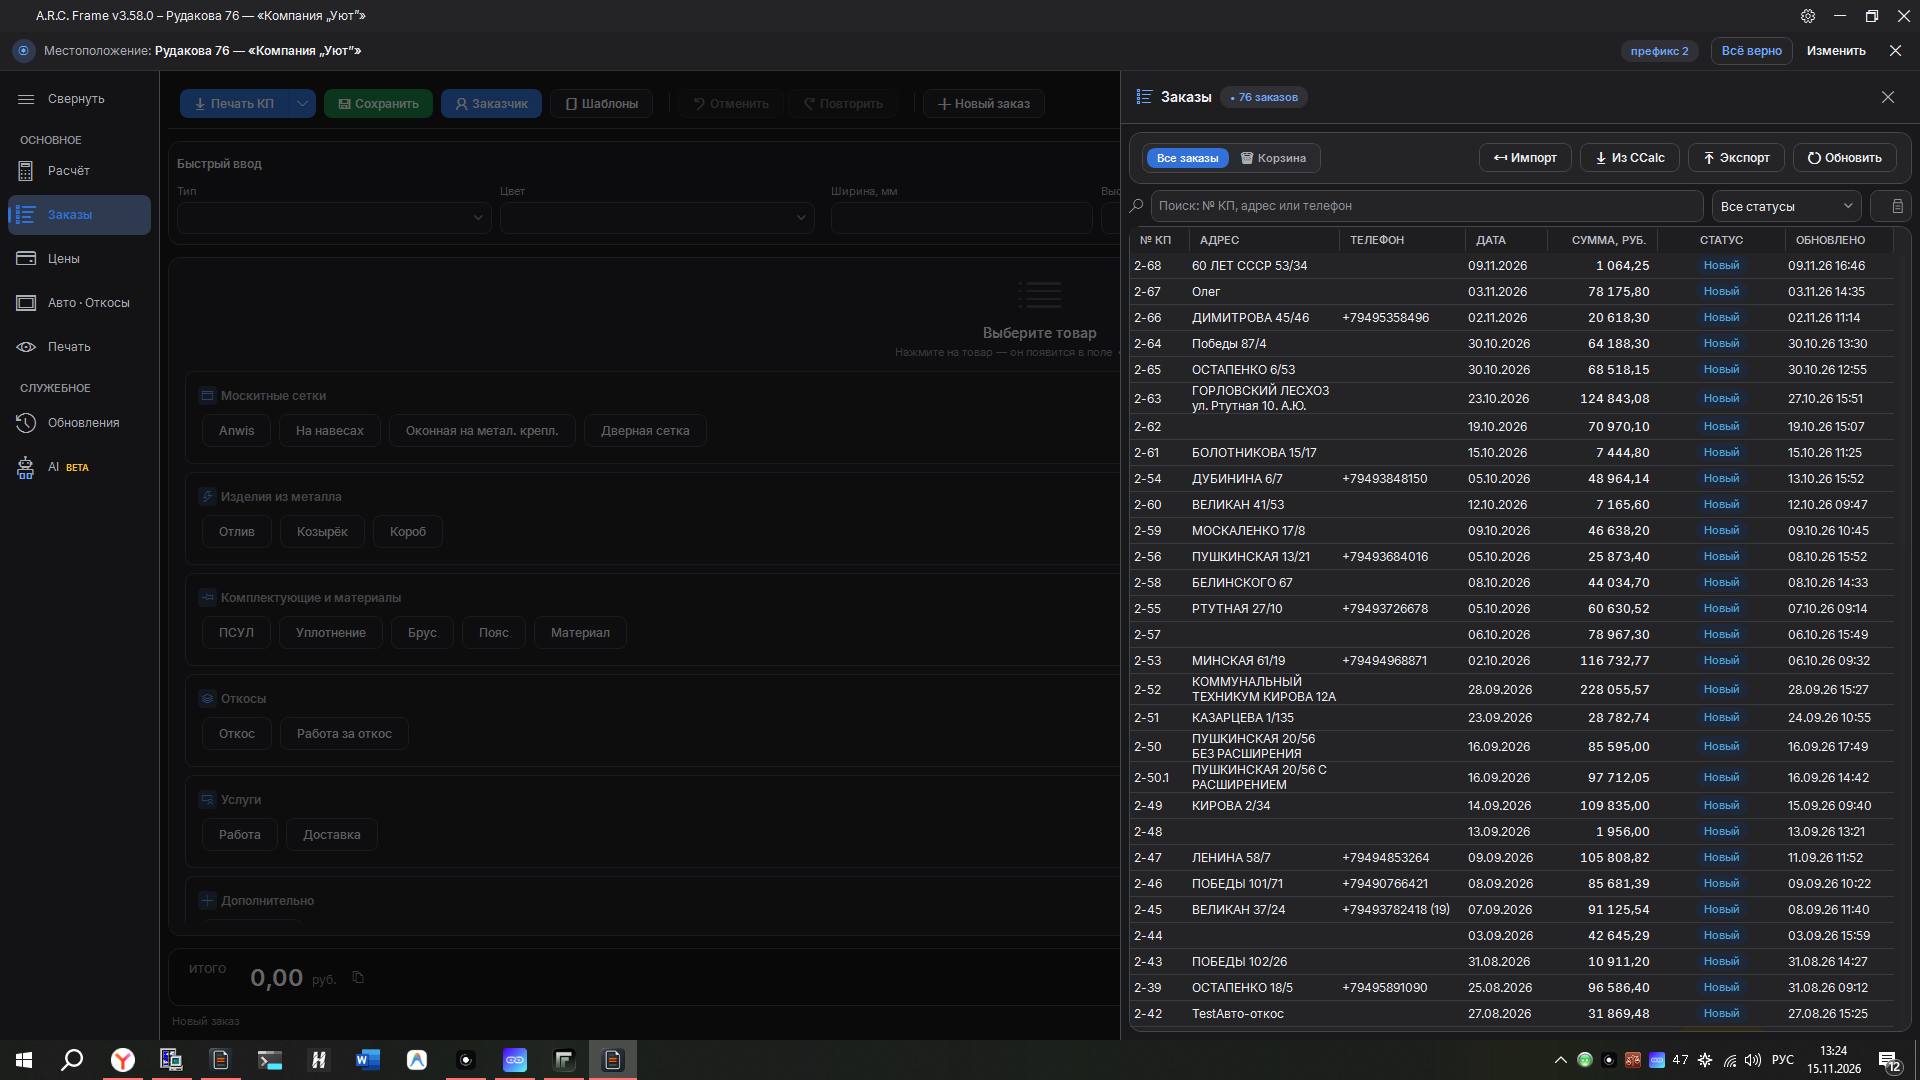 A.R.C. Frame v3.58.0 – Рудакова 76 — «Компания „Уют"»
Местоположение: Рудакова 76 — «Компания „Уют"»
префикс 2
Всё верно
Изменить
Свернуть
ОСНОВНОЕ
Расчёт
Заказы
Цены
Авто · Откосы
Печать
СЛУЖЕБНОЕ
Обновления
AI BETA
Печать КП
Сохранить
Заказчик
Шаблоны
Отменить
Повторить
Новый заказ
Быстрый ввод
Тип
Цвет
Ширина, мм
Выс
Выберите товар
Нажмите на товар — он появится в поле
Москитные сетки
Anwis
На навесах
Оконная на метал. крепл.
Дверная сетка
Изделия из металла
Отлив
Козырёк
Короб
Комплектующие и материалы
ПСУЛ
Уплотнение
Брус
Пояс
Материал
Откосы
Откос
Работа за откос
Услуги
Работа
Доставка
Дополнительно
ИТОГО
0,00 руб.
Новый заказ
Заказы
• 76 заказов
Все заказы
Корзина
Импорт
Из CCalc
Экспорт
Обновить
Поиск: № КП, адрес или телефон
Все статусы
№ КП АДРЕС ТЕЛЕФОН ДАТА СУММА, РУБ. СТАТУС ОБНОВЛЕНО
2-68 60 ЛЕТ СССР 53/34 09.11.2026 1 064,25 Новый 09.11.26 16:46
2-67 Олег 03.11.2026 78 175,80 Новый 03.11.26 14:35
2-66 ДИМИТРОВА 45/46 +79495358496 02.11.2026 20 618,30 Новый 02.11.26 11:14
2-64 Победы 87/4 30.10.2026 64 188,30 Новый 30.10.26 13:30
2-65 ОСТАПЕНКО 6/53 30.10.2026 68 518,15 Новый 30.10.26 12:55
2-63 ГОРЛОВСКИЙ ЛЕСХОЗ ул. Ртутная 10. А.Ю. 23.10.2026 124 843,08 Новый 27.10.26 15:51
2-62 19.10.2026 70 970,10 Новый 19.10.26 15:07
2-61 БОЛОТНИКОВА 15/17 15.10.2026 7 444,80 Новый 15.10.26 11:25
2-54 ДУБИНИНА 6/7 +79493848150 05.10.2026 48 964,14 Новый 13.10.26 15:52
2-60 ВЕЛИКАН 41/53 12.10.2026 7 165,60 Новый 12.10.26 09:47
2-59 МОСКАЛЕНКО 17/8 09.10.2026 46 638,20 Новый 09.10.26 10:45
2-56 ПУШКИНСКАЯ 13/21 +79493684016 05.10.2026 25 873,40 Новый 08.10.26 15:52
2-58 БЕЛИНСКОГО 67 08.10.2026 44 034,70 Новый 08.10.26 14:33
2-55 РТУТНАЯ 27/10 +79493726678 05.10.2026 60 630,52 Новый 07.10.26 09:14
2-57 06.10.2026 78 967,30 Новый 06.10.26 15:49
2-53 МИНСКАЯ 61/19 +79494968871 02.10.2026 116 732,77 Новый 06.10.26 09:32
2-52 КОММУНАЛЬНЫЙ ТЕХНИКУМ КИРОВА 12А 28.09.2026 228 055,57 Новый 28.09.26 15:27
2-51 КАЗАРЦЕВА 1/135 23.09.2026 28 782,74 Новый 24.09.26 10:55
2-50 ПУШКИНСКАЯ 20/56 БЕЗ РАСШИРЕНИЯ 16.09.2026 85 595,00 Новый 16.09.26 17:49
2-50.1 ПУШКИНСКАЯ 20/56 С РАСШИРЕНИЕМ 16.09.2026 97 712,05 Новый 16.09.26 14:42
2-49 КИРОВА 2/34 14.09.2026 109 835,00 Новый 15.09.26 09:40
2-48 13.09.2026 1 956,00 Новый 13.09.26 13:21
2-47 ЛЕНИНА 58/7 +79494853264 09.09.2026 105 808,82 Новый 11.09.26 11:52
2-46 ПОБЕДЫ 101/71 +79490766421 08.09.2026 85 681,39 Новый 09.09.26 10:22
2-45 ВЕЛИКАН 37/24 +79493782418 (19) 07.09.2026 91 125,54 Новый 08.09.26 11:40
2-44 03.09.2026 42 645,29 Новый 03.09.26 15:59
2-43 ПОБЕДЫ 102/26 31.08.2026 10 911,20 Новый 31.08.26 14:27
2-39 ОСТАПЕНКО 18/5 +79495891090 25.08.2026 96 586,40 Новый 31.08.26 09:12
2-42 TestАвто-откос 27.08.2026 31 869,48 Новый 27.08.26 15:25
47
РУС
13:24
15.11.2026
12